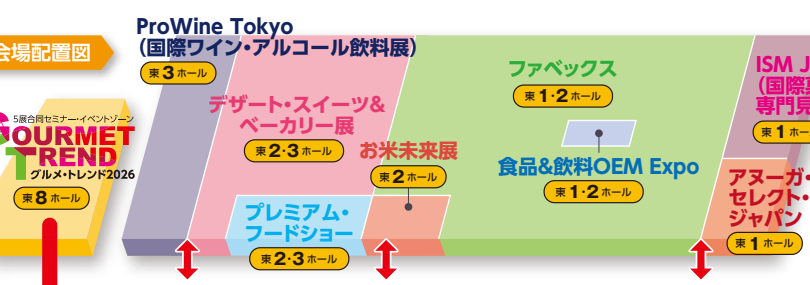 会場配置図
5展合同セミナー・イベントゾーン
GOURMET
TREND
グルメ・トレンド2026
東8ホール
ProWine Tokyo
(国際ワイン・アルコール飲料展)
東3ホール
デザート・スイーツ&
ベーカリー展
東2・3ホール
プレミアム・
フードショー
東2・3ホール
お米未来展
東2ホール
ファベックス
東1・2ホール
食品&飲料OEM Expo
東1・2ホール
ISM J
(国際
専門見
東1ホー
アヌーガ・
セレクト・
ジャパン
東1ホール